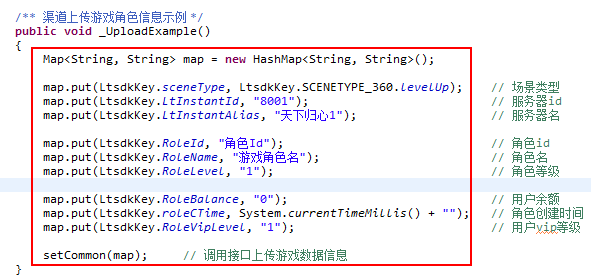 /** 渠道上传游戏角色信息示例 */
public void _UploadExample()
{
Map<String, String> map = new HashMap<String, String>();
map.put(LtsdkKey.sceneType, LtsdkKey.SCENETYPE_360.levelUp); // 场景类型
map.put(LtsdkKey.LtInstantId, "8001"); // 服务器id
map.put(LtsdkKey.LtInstantAlias, "天下归心1"); // 服务器名
map.put(LtsdkKey.RoleId, "角色Id"); // 角色id
map.put(LtsdkKey.RoleName, "游戏角色名"); // 角色名
map.put(LtsdkKey.RoleLevel, "1"); // 角色等级
map.put(LtsdkKey.RoleBalance, "0"); // 用户余额
map.put(LtsdkKey.roleCTime, System.currentTimeMillis() + ""); // 角色创建时间
map.put(LtsdkKey.RoleVipLevel, "1"); // 用户vip等级
setCommon(map); // 调用接口上传游戏数据信息
}